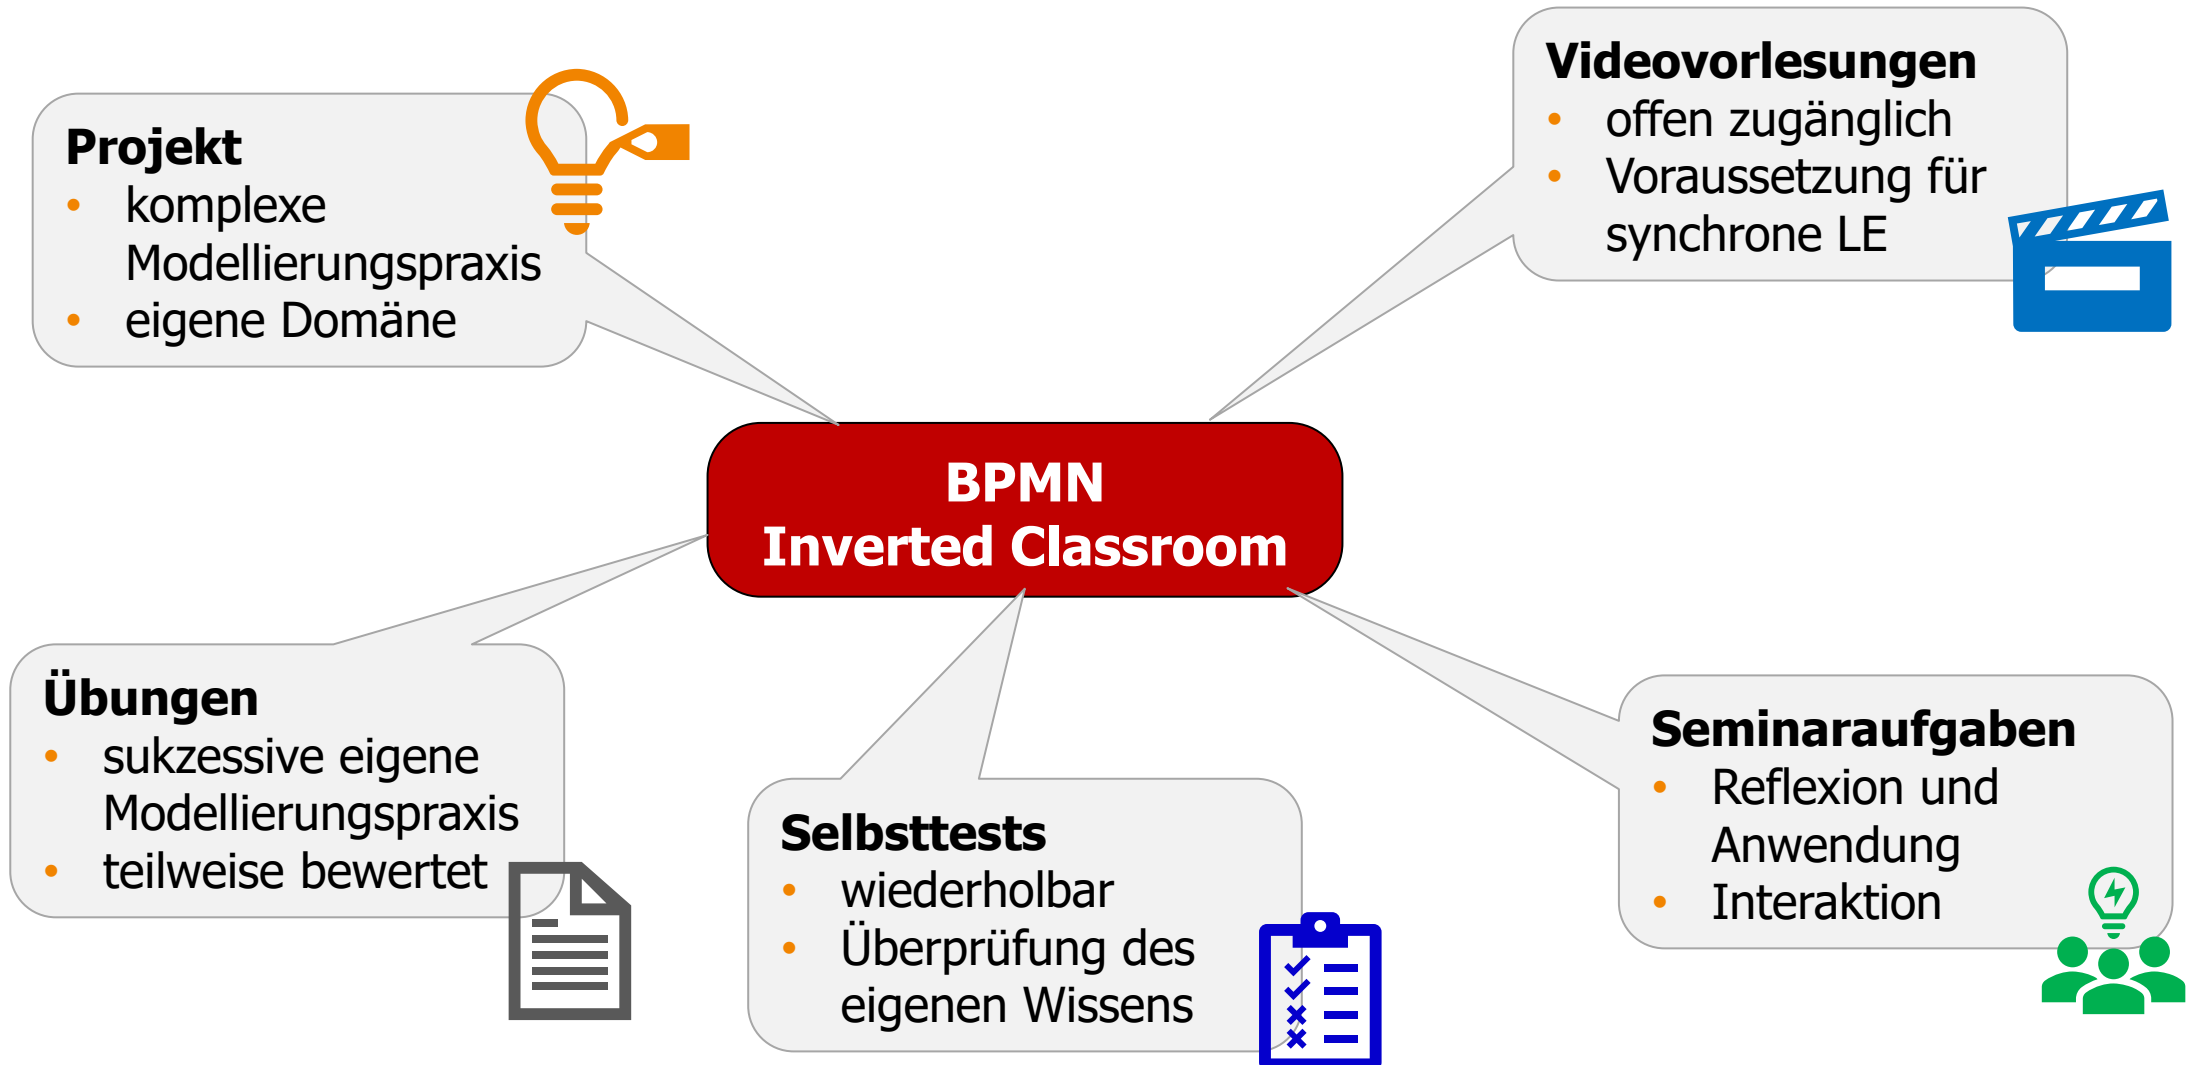 Projekt
• komplexe
Modellierungspraxis
• eigene Domäne
Videovorlesungen
• offen zugänglich
• Voraussetzung für
synchrone LE
BPMN
Inverted Classroom
Übungen
• sukzessive eigene
Modellierungspraxis
• teilweise bewertet
Selbsttests
• wiederholbar
• Überprüfung des
eigenen Wissens
Seminaraufgaben
• Reflexion und
Anwendung
• Interaktion